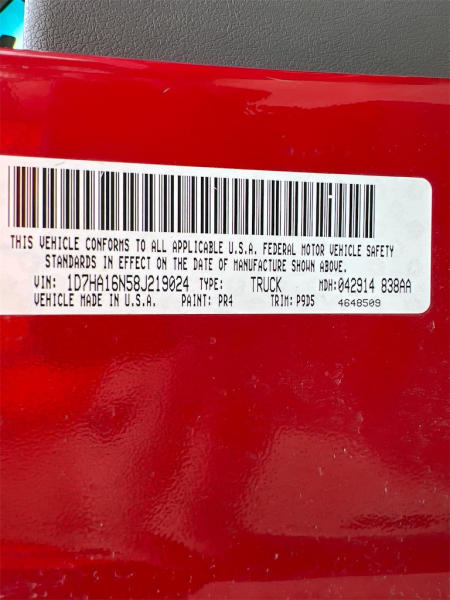 THIS VEHICLE CONFORMS TO ALL APPLICABLE U.S.A. FEDERAL MOTOR VEHICLE SAFETY
STANDARDS IN EFFECT ON THE DATE OF MANUFACTURE SHOWN ABOVE.
VIN: 1D7HA16N58J219024 TYPE: TRUCK MDH:042914 838AA
VEHICLE MADE IN U.S.A. PAINT: PR4 TRIM: P9D5 4648509